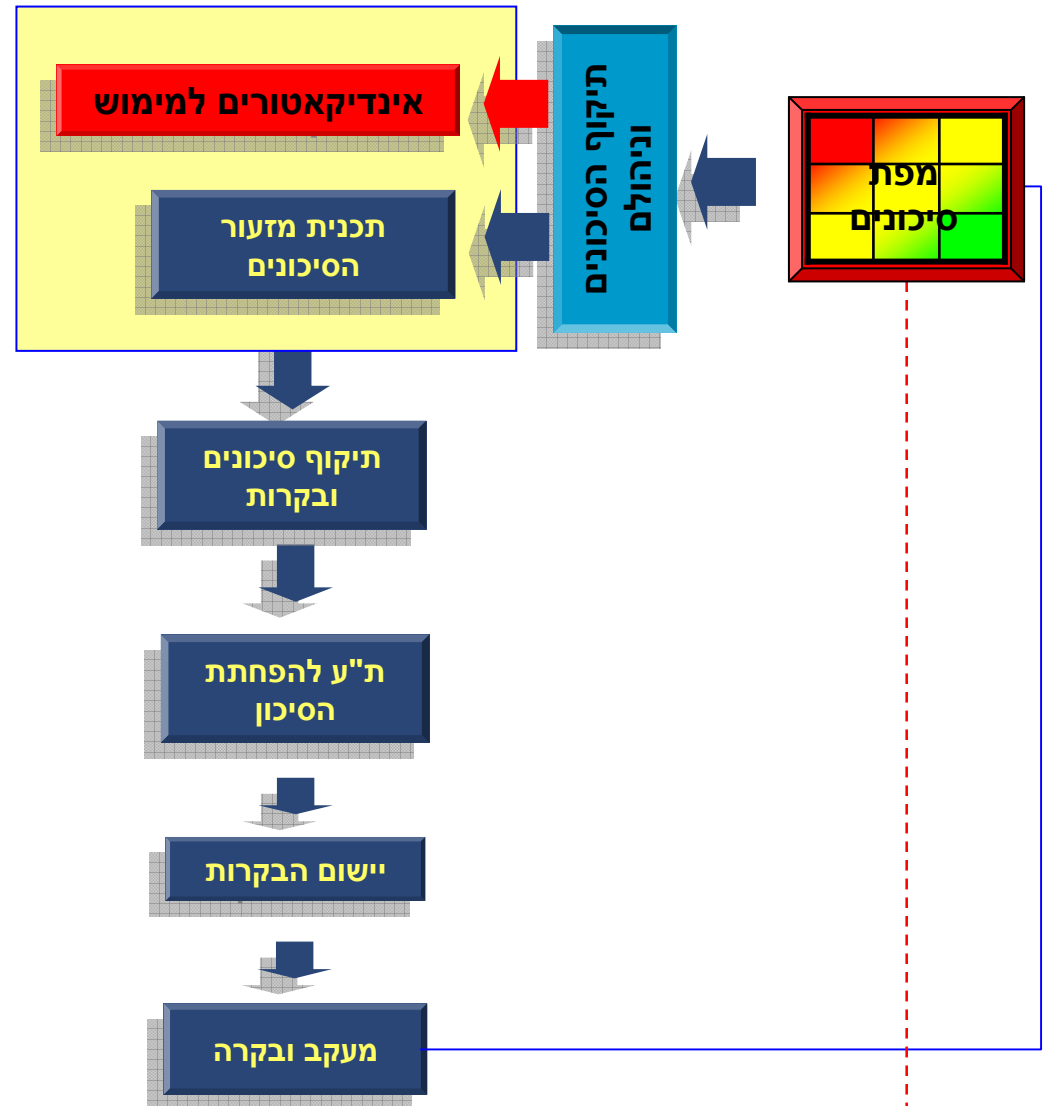 מפת
סיכונים
תיקוף הסיכונים
וניהולם
אינדיקאטורים למימוש
תכנית מזעור
הסיכונים
תיקוף סיכונים
ובקרות
ת"ע להפחתת
הסיכון
יישום הבקרות
מעקב ובקרה